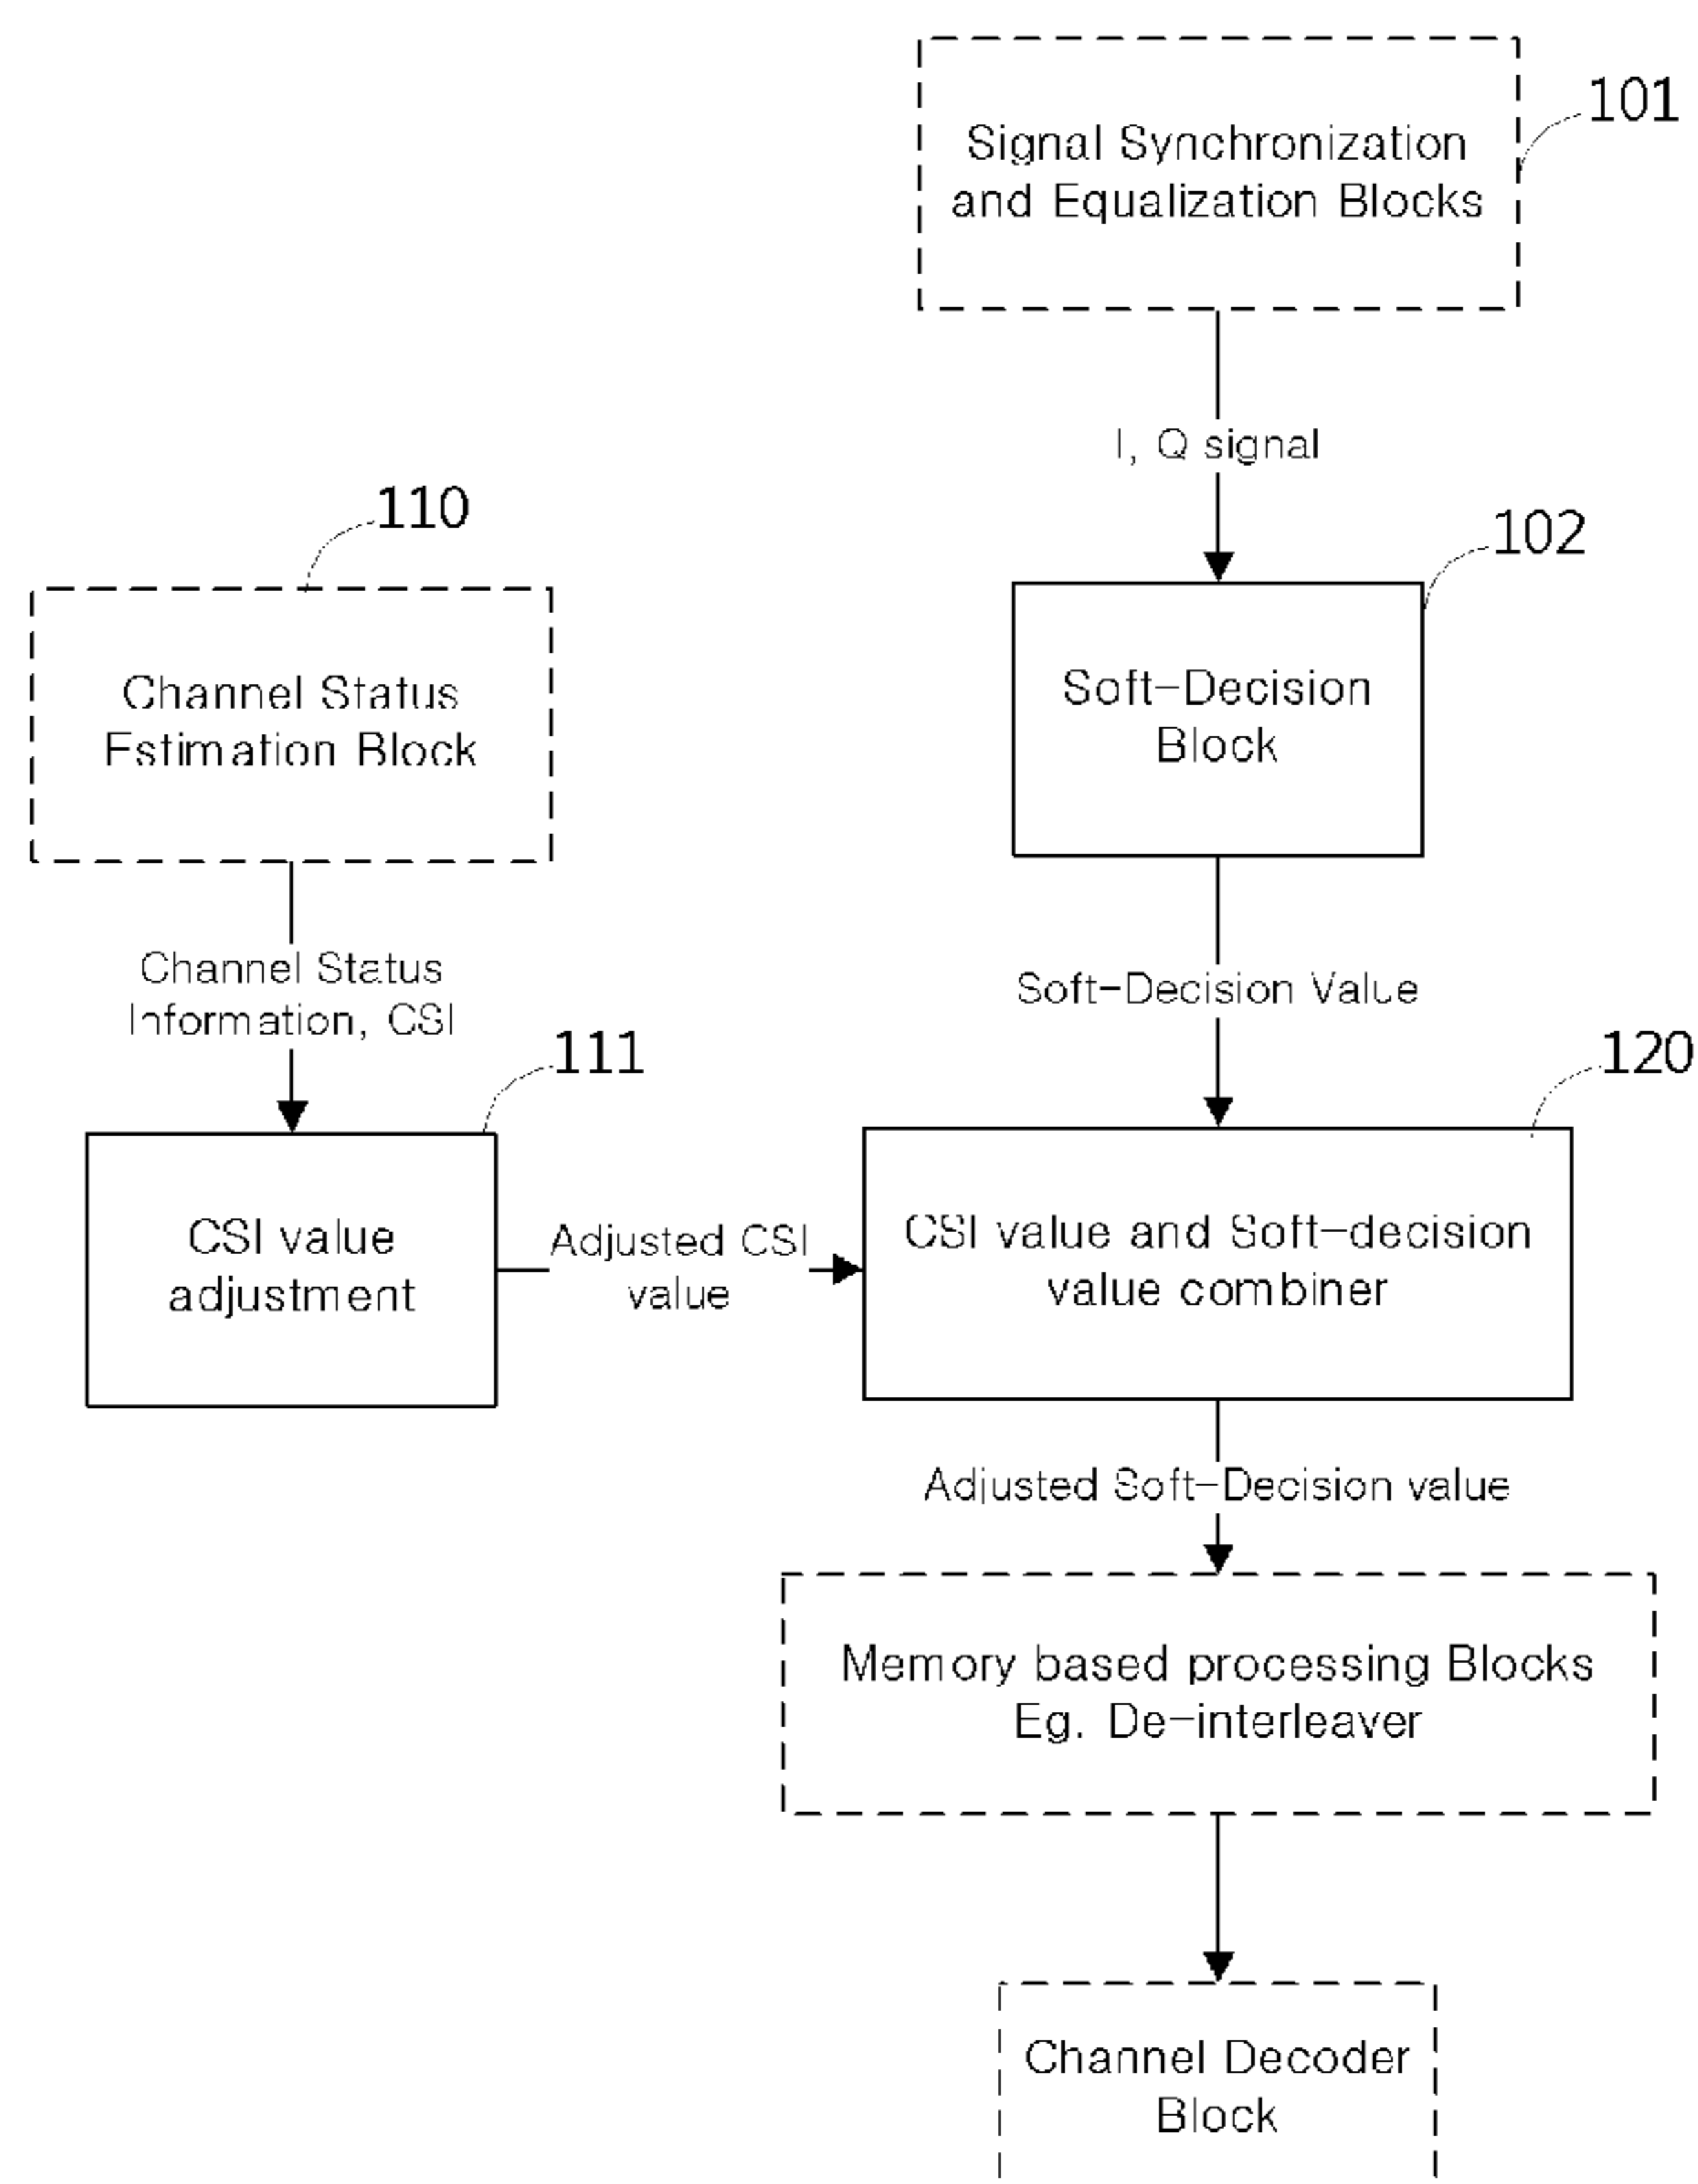 101
Signal Synchronization
and Equalization Blocks
I, Q signal
110
102
Channel Status
Estimation Block
Soft-Decision
Block
Channel Status
Information, CSI
Soft-Decision Value
111
120
CSI value
adjustment
Adjusted CSI
value
CSI value and Soft-decision
value combiner
Adjusted Soft-Decision value
Memory based processing Blocks
Eg. De-interleaver
Channel Decoder
Block